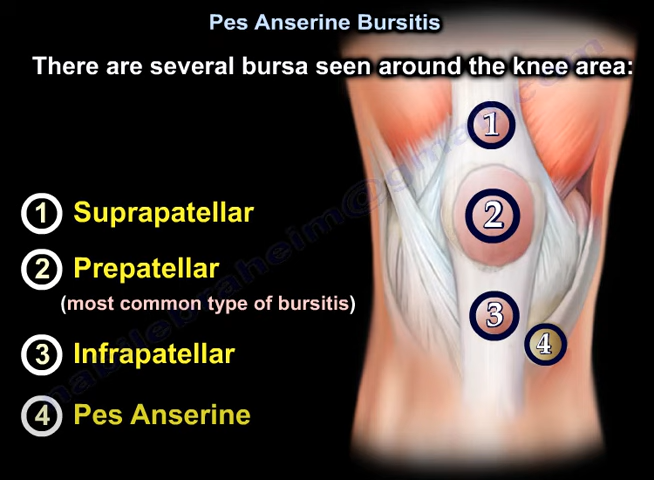 Pes Anserine Bursitis
There are several bursa seen around the knee area:
1 Suprapatellar
2 Prepatellar
(most common type of bursitis)
3 Infrapatellar
4 Pes Anserine
1
2
3
4